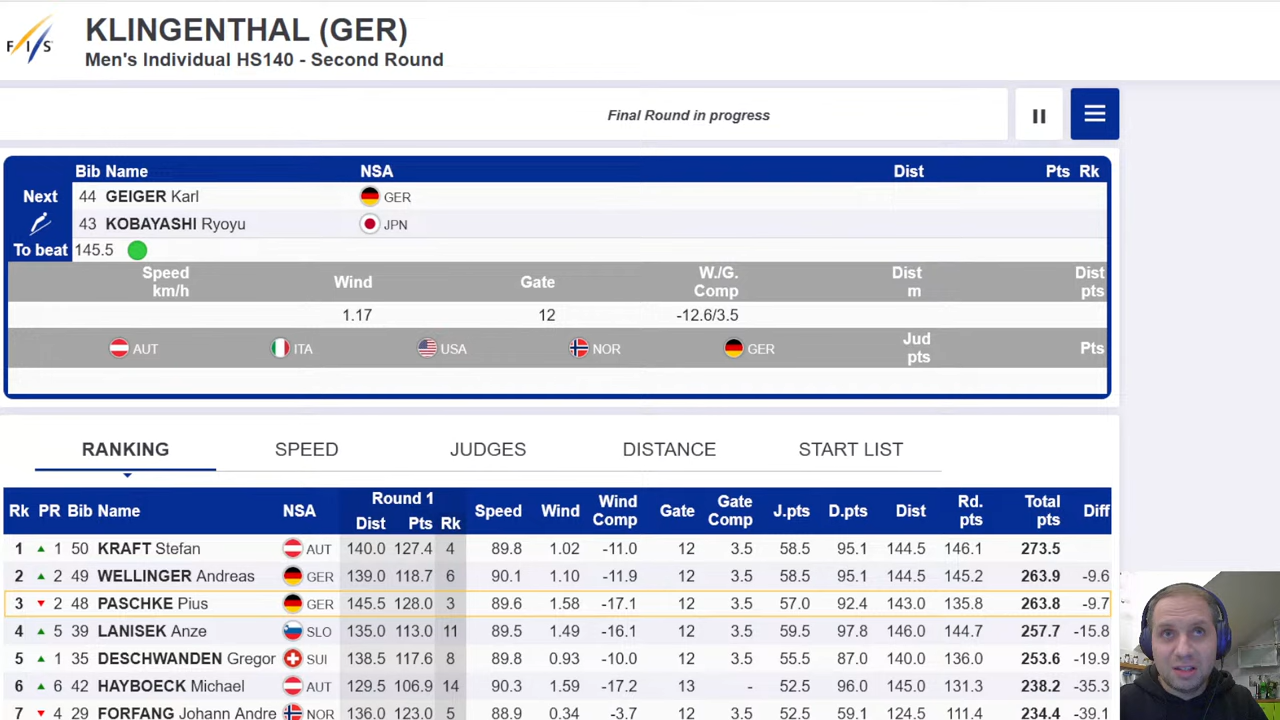 FIS
KLINGENTHAL (GER)
Men's Individual HS140 - Second Round
Final Round in progress
Bib Name NSA Dist Pts Rk
Next 44 GEIGER Karl GER
43 KOBAYASHI Ryoyu JPN
To beat 145.5
Speed km/h Wind Gate W./G. Comp Dist m Dist pts
1.17 12 -12.6/3.5
AUT ITA USA NOR GER Jud pts Pts
RANKING SPEED JUDGES DISTANCE START LIST
Rk PR Bib Name NSA Round 1 Dist Pts Rk Speed Wind Wind Comp Gate Gate Comp J.pts D.pts Dist Rd. pts Total pts Diff
1 1 50 KRAFT Stefan AUT 140.0 127.4 4 89.8 1.02 -11.0 12 3.5 58.5 95.1 144.5 146.1 273.5
2 2 49 WELLINGER Andreas GER 139.0 118.7 6 90.1 1.10 -11.9 12 3.5 58.5 95.1 144.5 145.2 263.9 -9.6
3 2 48 PASCHKE Pius GER 145.5 128.0 3 89.6 1.58 -17.1 12 3.5 57.0 92.4 143.0 135.8 263.8 -9.7
4 5 39 LANISEK Anze SLO 135.0 113.0 11 89.5 1.49 -16.1 12 3.5 59.5 97.8 146.0 144.7 257.7 -15.8
5 1 35 DESCHWANDEN Gregor SUI 138.5 117.6 8 89.8 0.93 -10.0 12 3.5 55.5 87.0 140.0 136.0 253.6 -19.9
6 6 42 HAYBOECK Michael AUT 129.5 106.9 14 90.3 1.59 -17.2 13 - 52.5 96.0 145.0 131.3 238.2 -35.3
7 4 29 FORFANG Johann Andre NOR 136.0 123.0 5 88.9 0.34 -3.7 12 3.5 52.5 59.1 124.5 111.4 234.4 -39.1